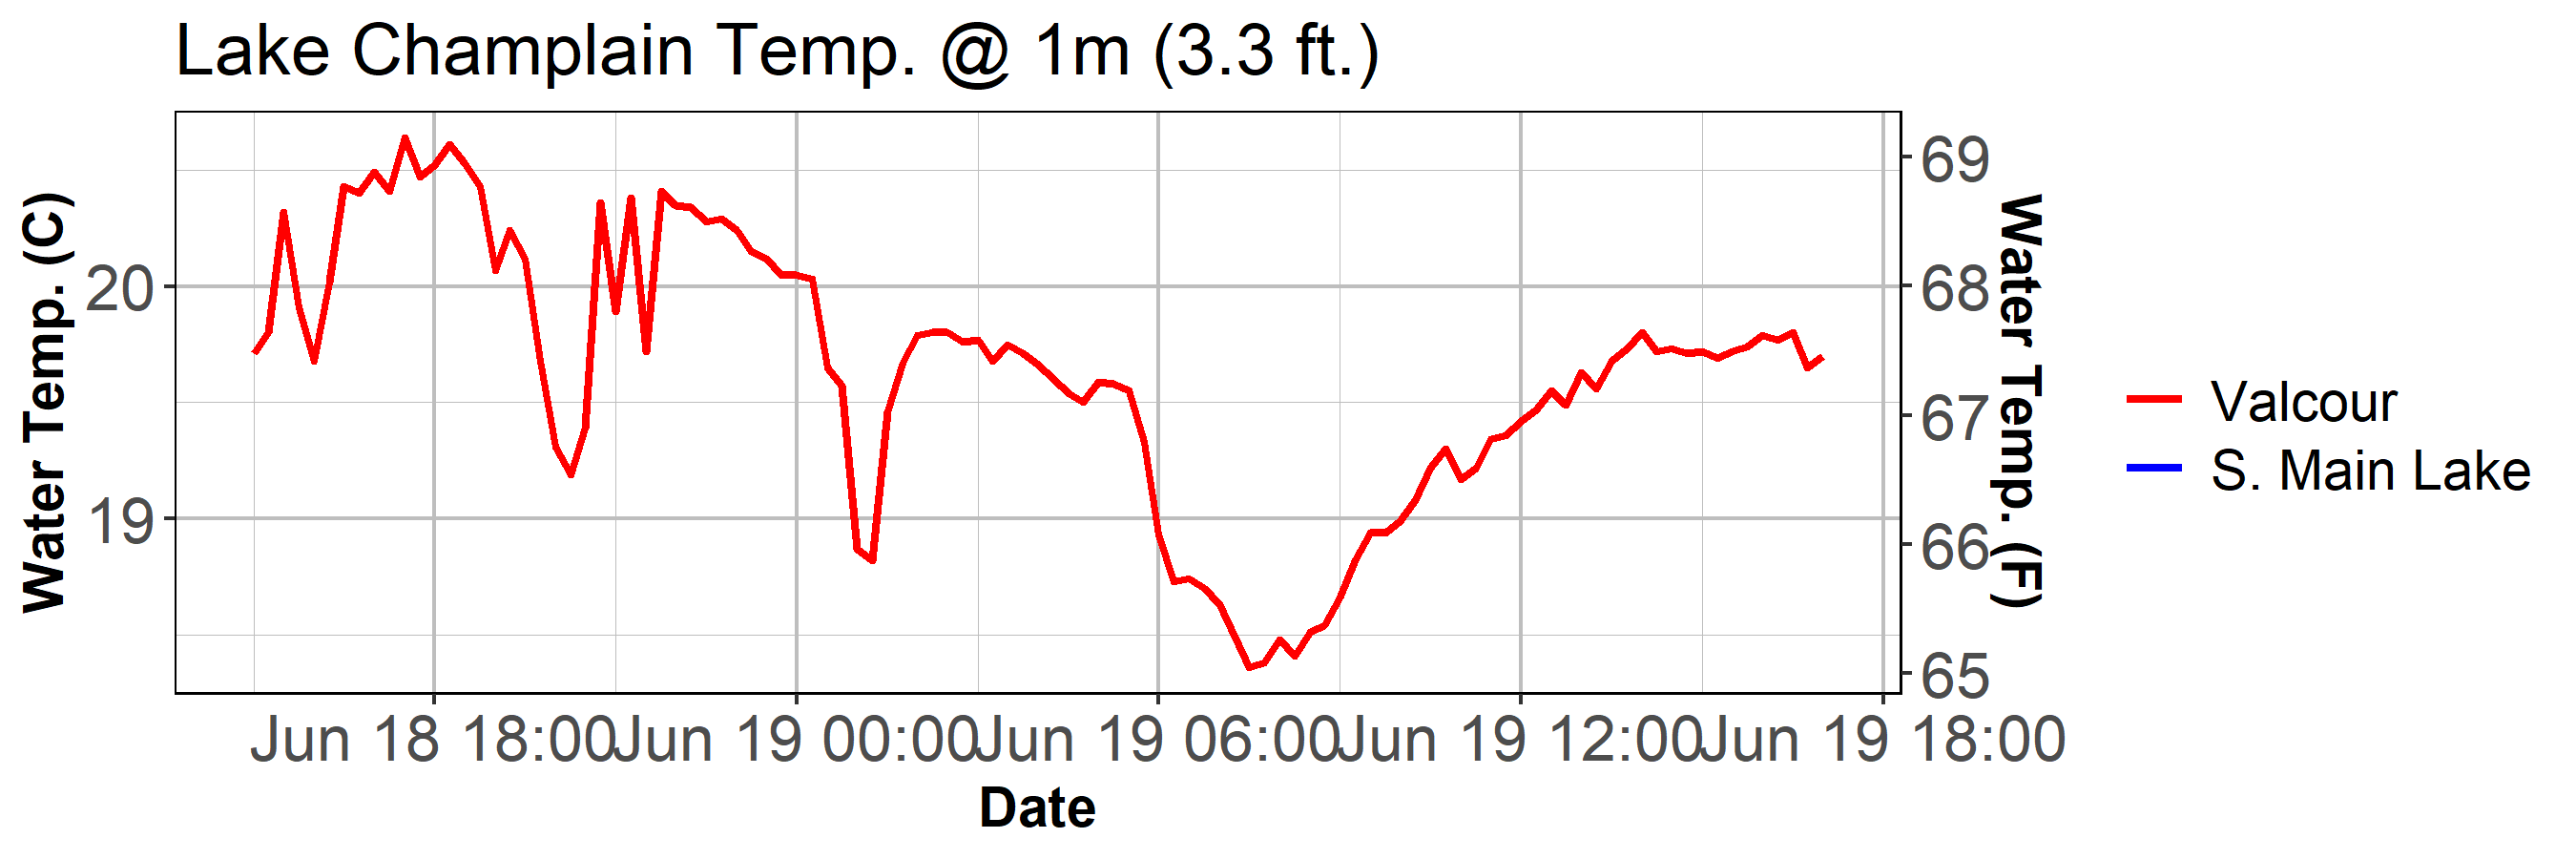 Lake Champlain Temp. @ 1m (3.3 ft.)
Water Temp. (C)
20
19
69
68
67
66
65
Water Temp. (F)
Jun 18 18:00
Jun 19 00:00
Jun 19 06:00
Jun 19 12:00
Jun 19 18:00
Date
Valcour
S. Main Lake